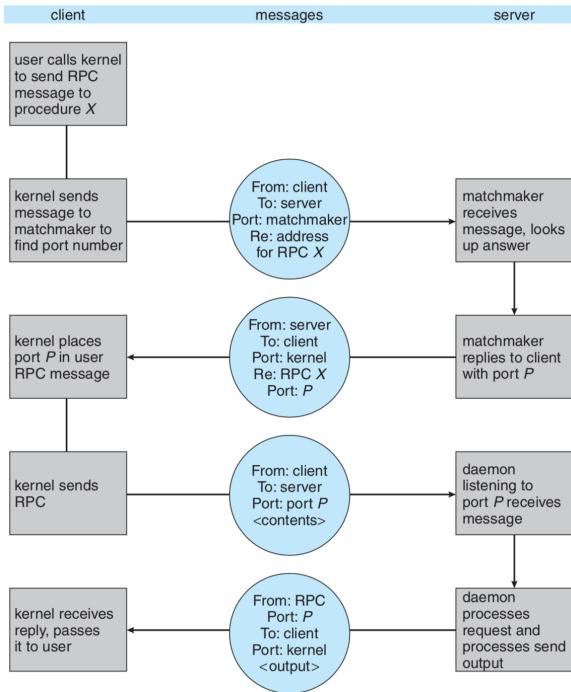 client
messages
server
user calls kernel
to send RPC
message to
procedure X
kernel sends
message to
matchmaker to
find port number
From: client
To: server
Port: matchmaker
Re: address
for RPC X
matchmaker
receives
message, looks
up answer
kernel places
port P in user
RPC message
From: server
To: client
Port: kernel
Re: RPC X
Port: P
matchmaker
replies to client
with port P
kernel sends
RPC
From: client
To: server
Port: port P
<contents>
daemon
listening to
port P receives
message
kernel receives
reply, passes
it to user
From: RPC
Port: P
To: client
Port: kernel
<output>
daemon
processes
request and
processes send
output